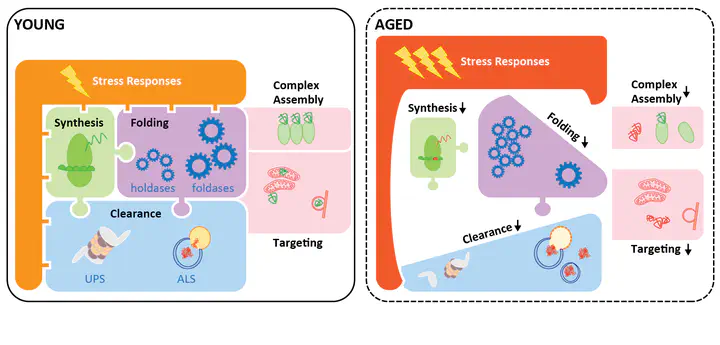 YOUNG
Stress Responses
Synthesis
Folding
Complex
Assembly
holdases
foldases
Clearance
Targeting
UPS
ALS
AGED
Stress Responses
Synthesis
Folding
Complex
Assembly
Clearance
Targeting